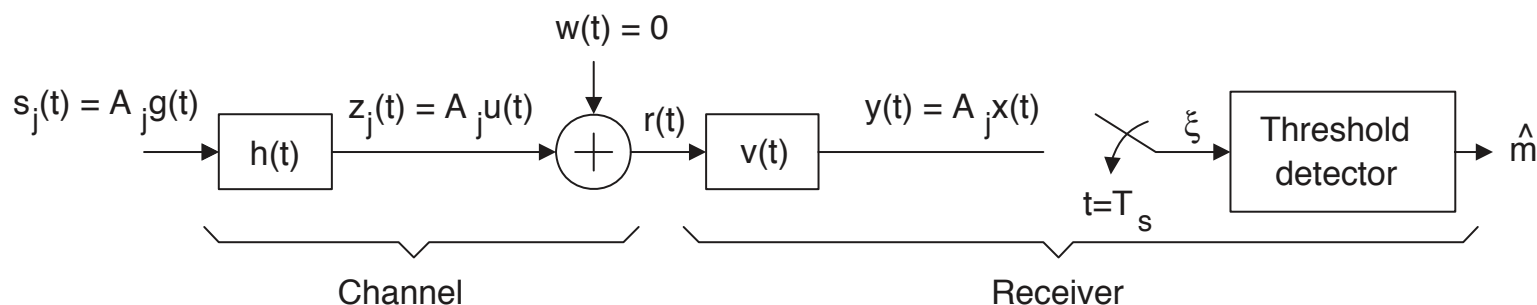 w(t) = 0
s_j(t) = A_j g(t)
z_j(t) = A_j u(t)
r(t)
y(t) = A_j x(t)
ξ
h(t)
+
v(t)
Threshold
detector
m̂
t=T_s
Channel
Receiver